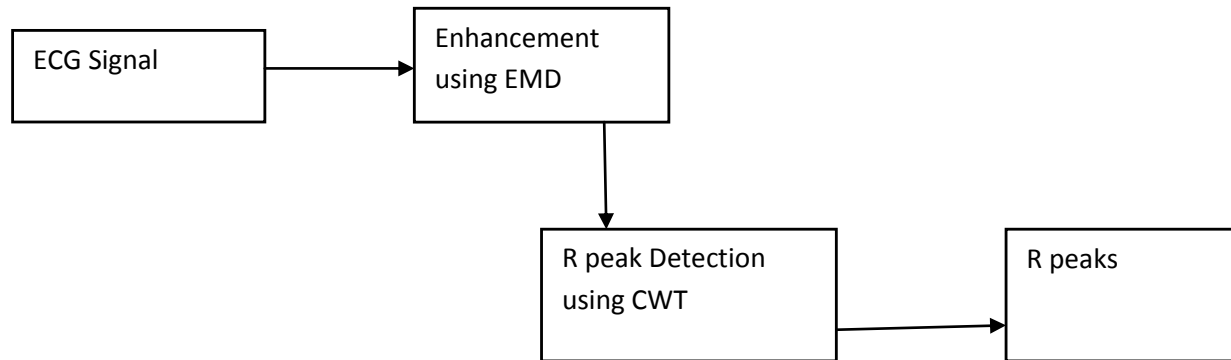 ECG Signal
Enhancement
using EMD
R peak Detection
using CWT
R peaks